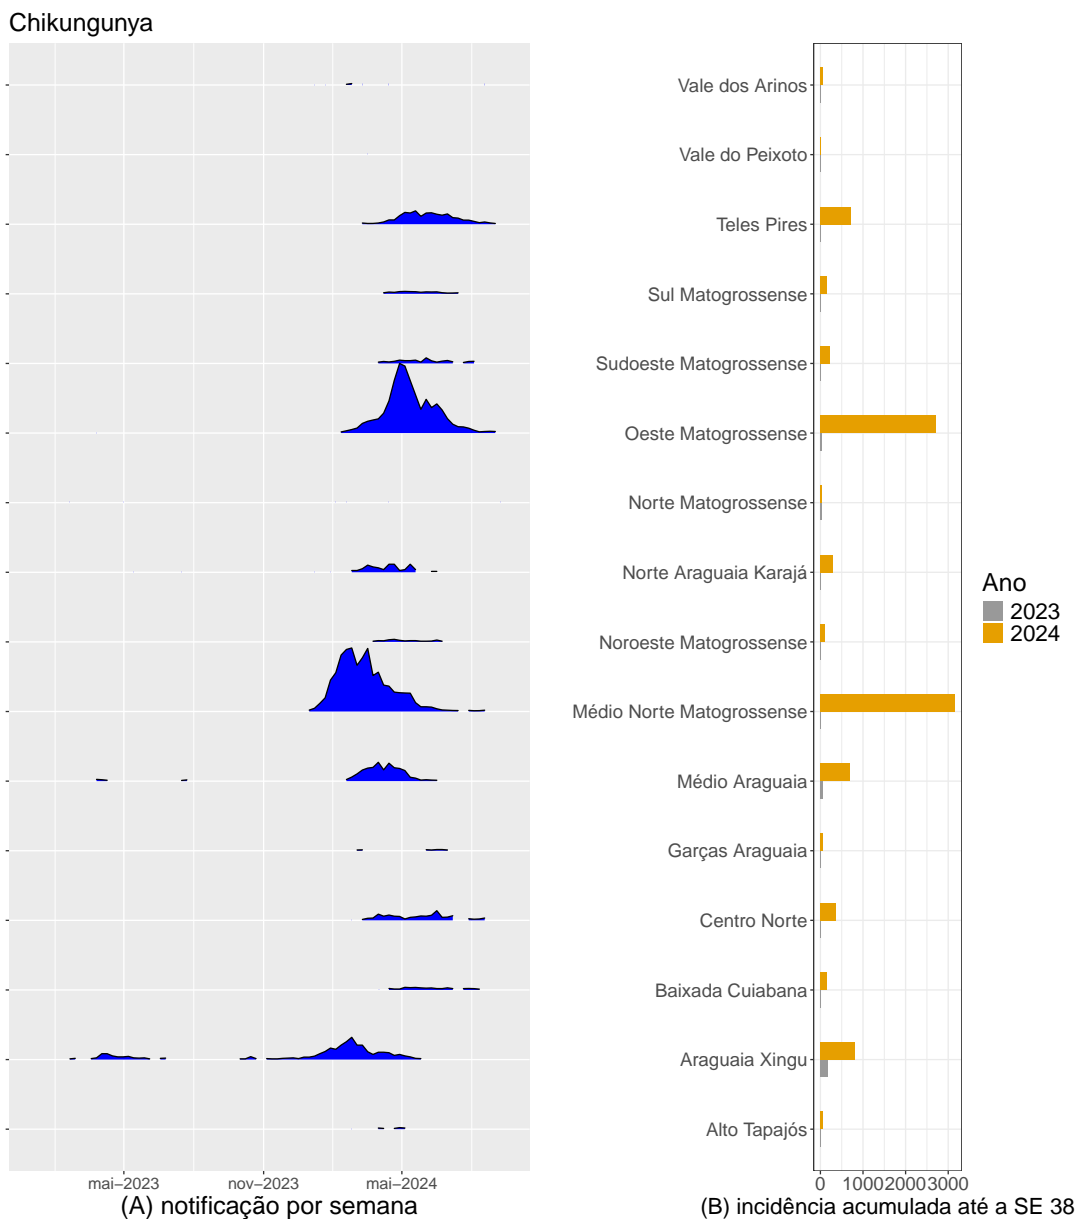 Chikungunya
Vale dos Arinos
Vale do Peixoto
Teles Pires
Sul Matogrossense
Sudoeste Matogrossense
Oeste Matogrossense
Norte Matogrossense
Norte Araguaia Karajá
Noroeste Matogrossense
Médio Norte Matogrossense
Médio Araguaia
Garças Araguaia
Centro Norte
Baixada Cuiabana
Araguaia Xingu
Alto Tapajós
Ano
2023
2024
mai–2023 nov–2023 mai–2024
0 1000 2000 3000
(A) notificação por semana
(B) incidência acumulada até a SE 38